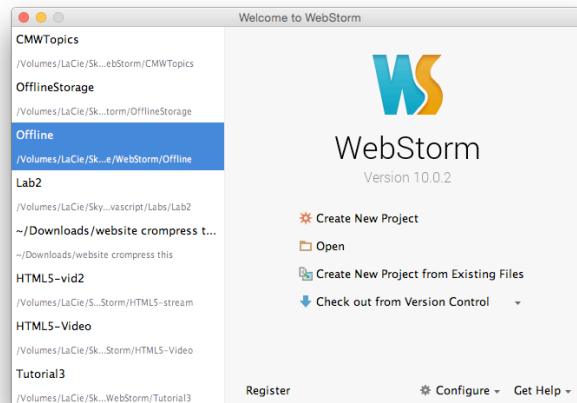 Welcome to WebStorm
CMWTopics
/Volumes/LaCie/Sk...ebStorm/CMWTopics
OfflineStorage
/Volumes/LaCie/Sk...torm/OfflineStorage
Offline
/Volumes/LaCie/Sk...e/WebStorm/Offline
Lab2
/Volumes/LaCie/Sky...vascript/Labs/Lab2
~/Downloads/website crompress t...
~/Downloads/website crompress this
HTML5-vid2
/Volumes/LaCie/S...Storm/HTML5-stream
HTML5-Video
/Volumes/LaCie/Sk...Storm/HTML5-Video
Tutorial3
/Volumes/LaCie/Sk...WebStorm/Tutorial3
WS
WebStorm
Version 10.0.2
Create New Project
Open
Create New Project from Existing Files
Check out from Version Control
Register
Configure
Get Help